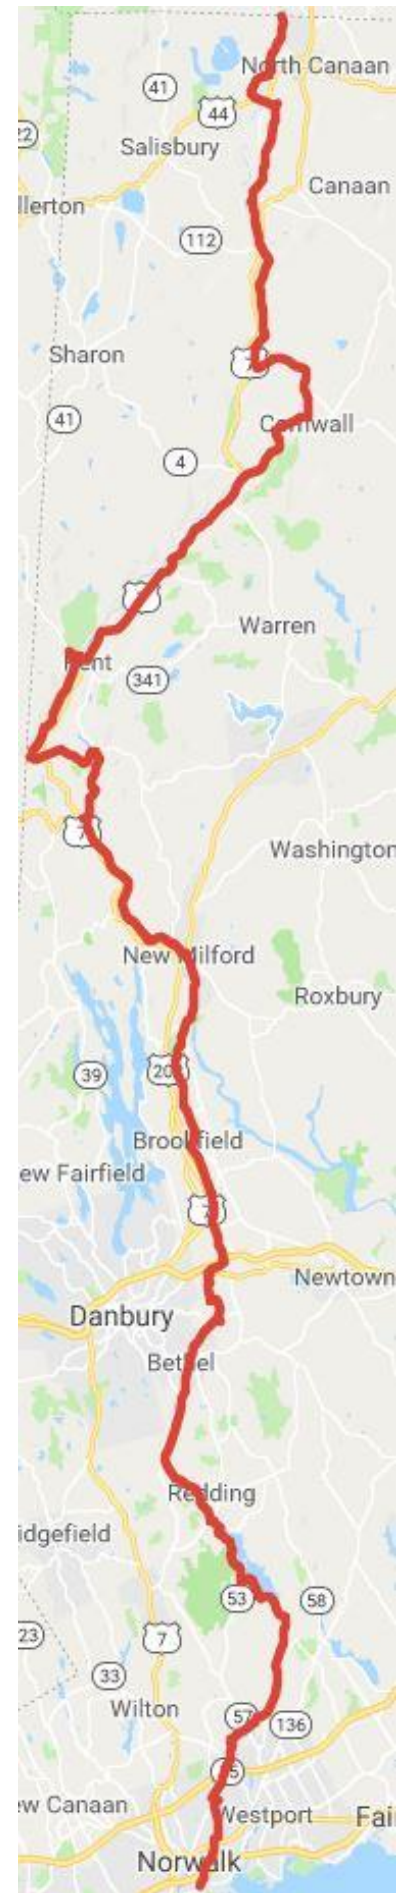 North Canaan
41
44
22
Salisbury
Canaan
llerton
112
Sharon
7
41
Cornwall
4
Warren
Kent
341
7
Washington
New Milford
Roxbury
39
202
Brookfield
ew Fairfield
7
Newtown
Danbury
Bethel
Redding
idgefield
53
58
23
7
33
Wilton
57
136
15
ew Canaan
Westport
Fai
Norwalk